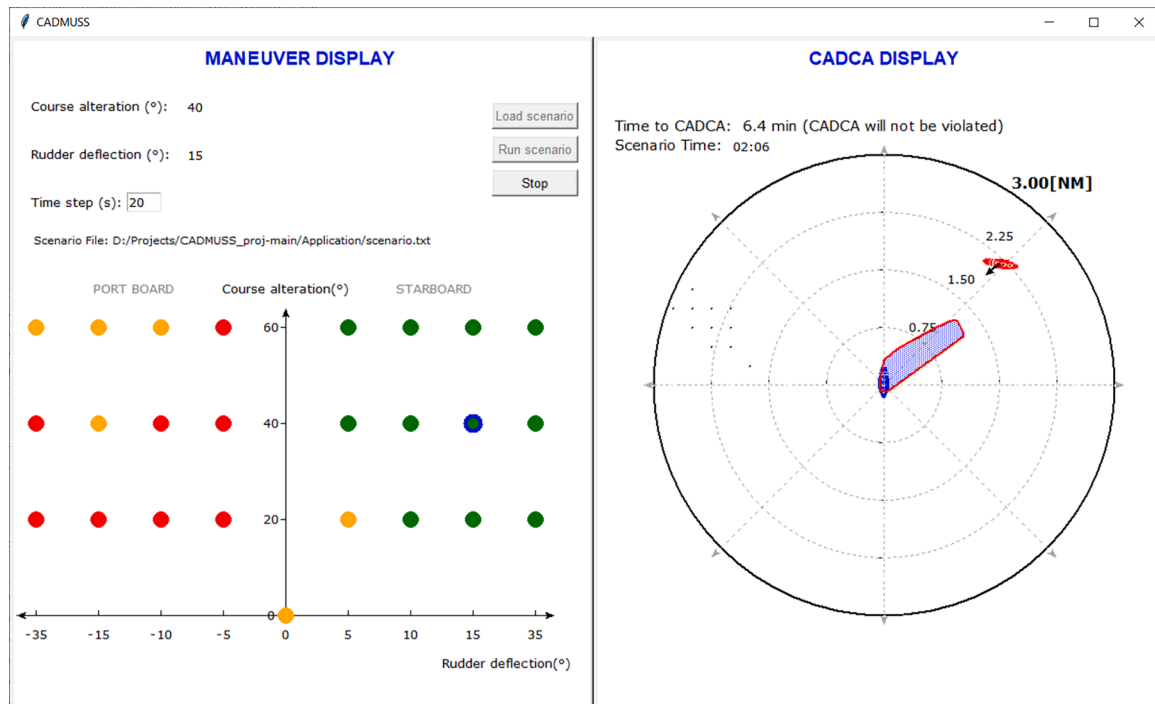 CADMUSS
MANEUVER DISPLAY
Course alteration (°): 40
Rudder deflection (°): 15
Time step (s): 20
Load scenario
Run scenario
Stop
Scenario File: D:/Projects/CADMUSS_proj-main/Application/scenario.txt
PORT BOARD Course alteration(°) STARBOARD
60
40
20
0
-35 -15 -10 -5 0 5 10 15 35
Rudder deflection(°)
CADCA DISPLAY
Time to CADCA: 6.4 min (CADCA will not be violated)
Scenario Time: 02:06
3.00[NM]
2.25
1.50
0.75